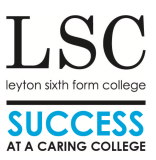 LSC
leyton sixth form college
SUCCESS
AT A CARING COLLEGE